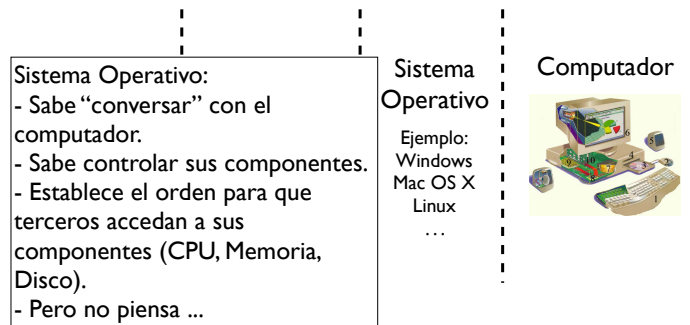 Sistema Operativo:
- Sabe “conversar” con el
computador.
- Sabe controlar sus componentes.
- Establece el orden para que
terceros accedan a sus
componentes (CPU, Memoria,
Disco).
- Pero no piensa ...
Sistema
Operativo
Ejemplo:
Windows
Mac OS X
Linux
...
Computador